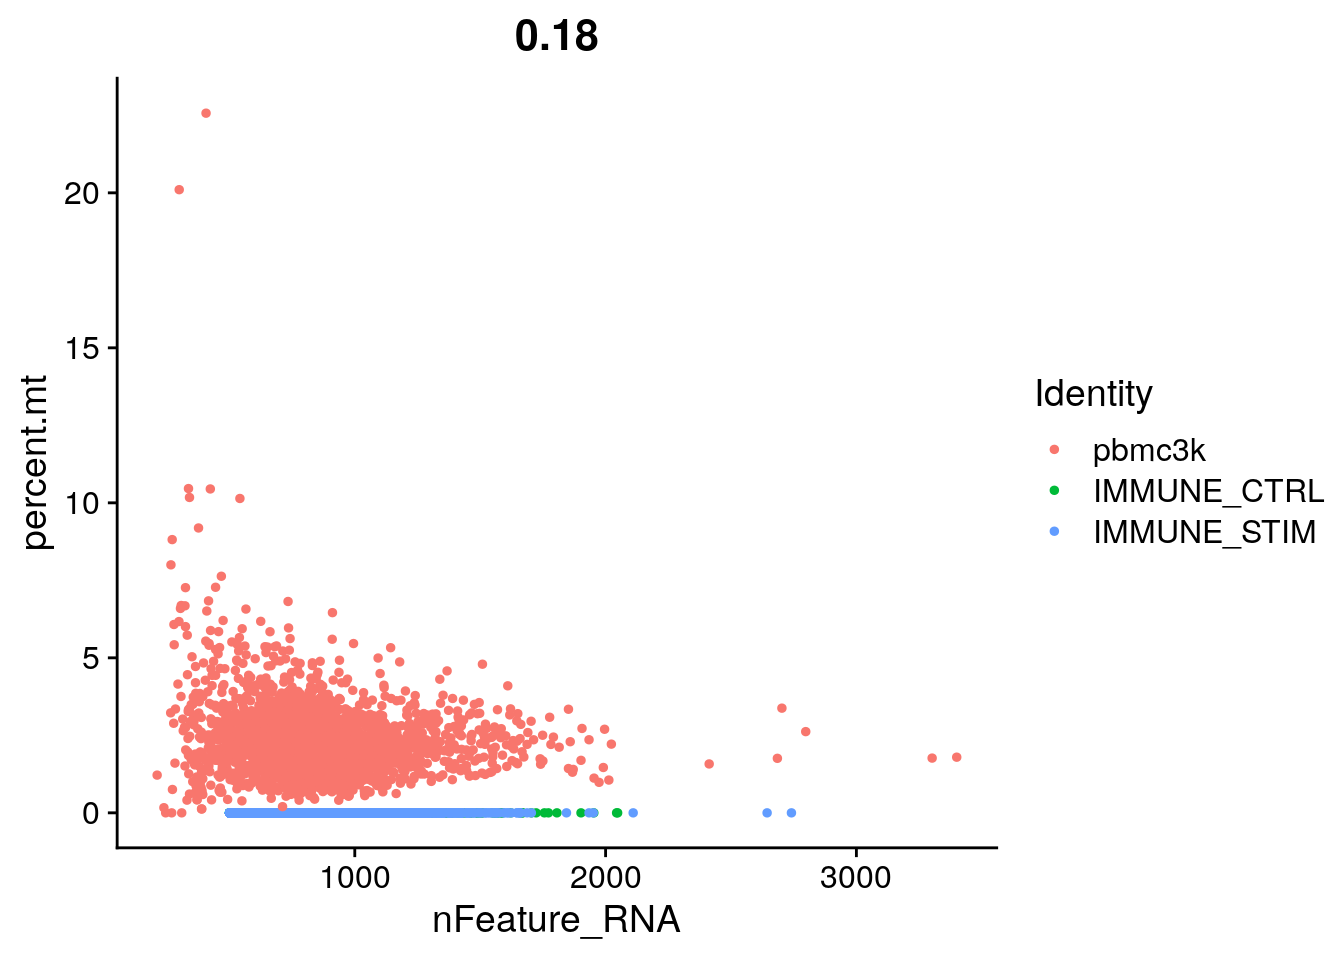 0.18
percent.mt
20
15
10
5
0
1000 2000 3000
nFeature_RNA
Identity
pbmc3k
IMMUNE_CTRL
IMMUNE_STIM